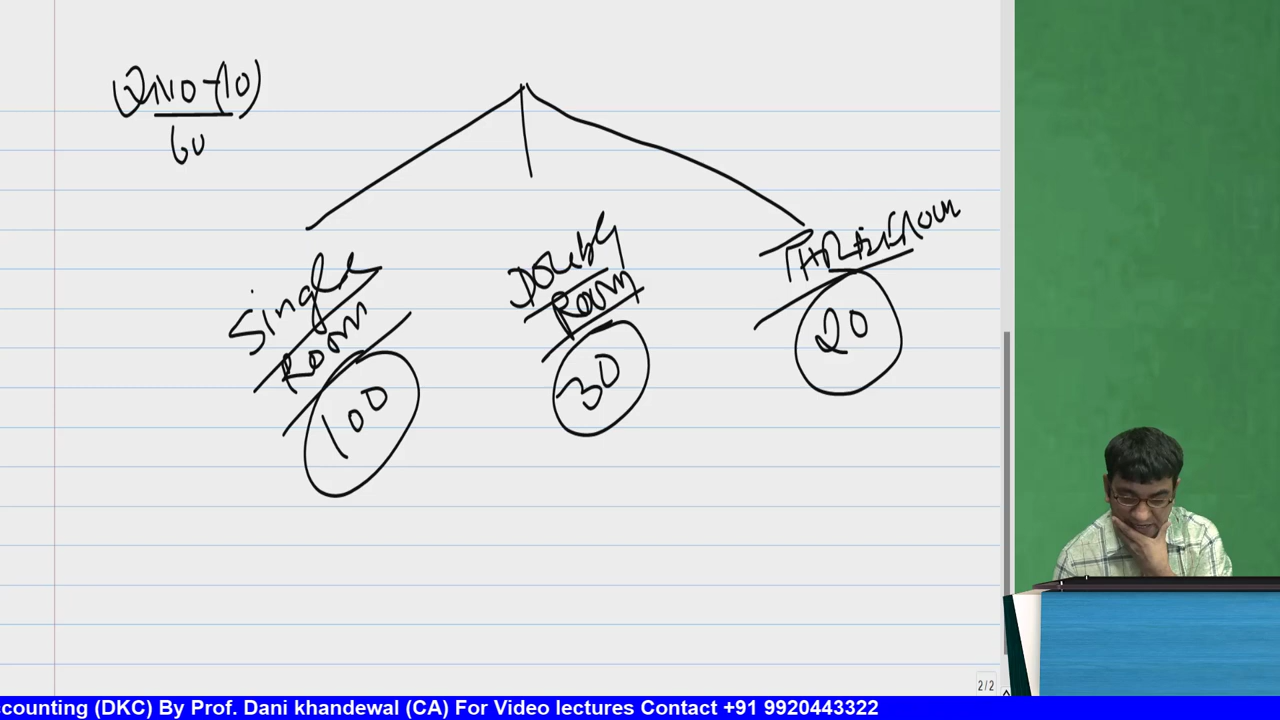 (QNO-10)
60
Single
Room
100
Double
Room
30
20
2/2
counting (DKC) By Prof. Dani khandewal (CA) For Video lectures Contact +91 9920443322